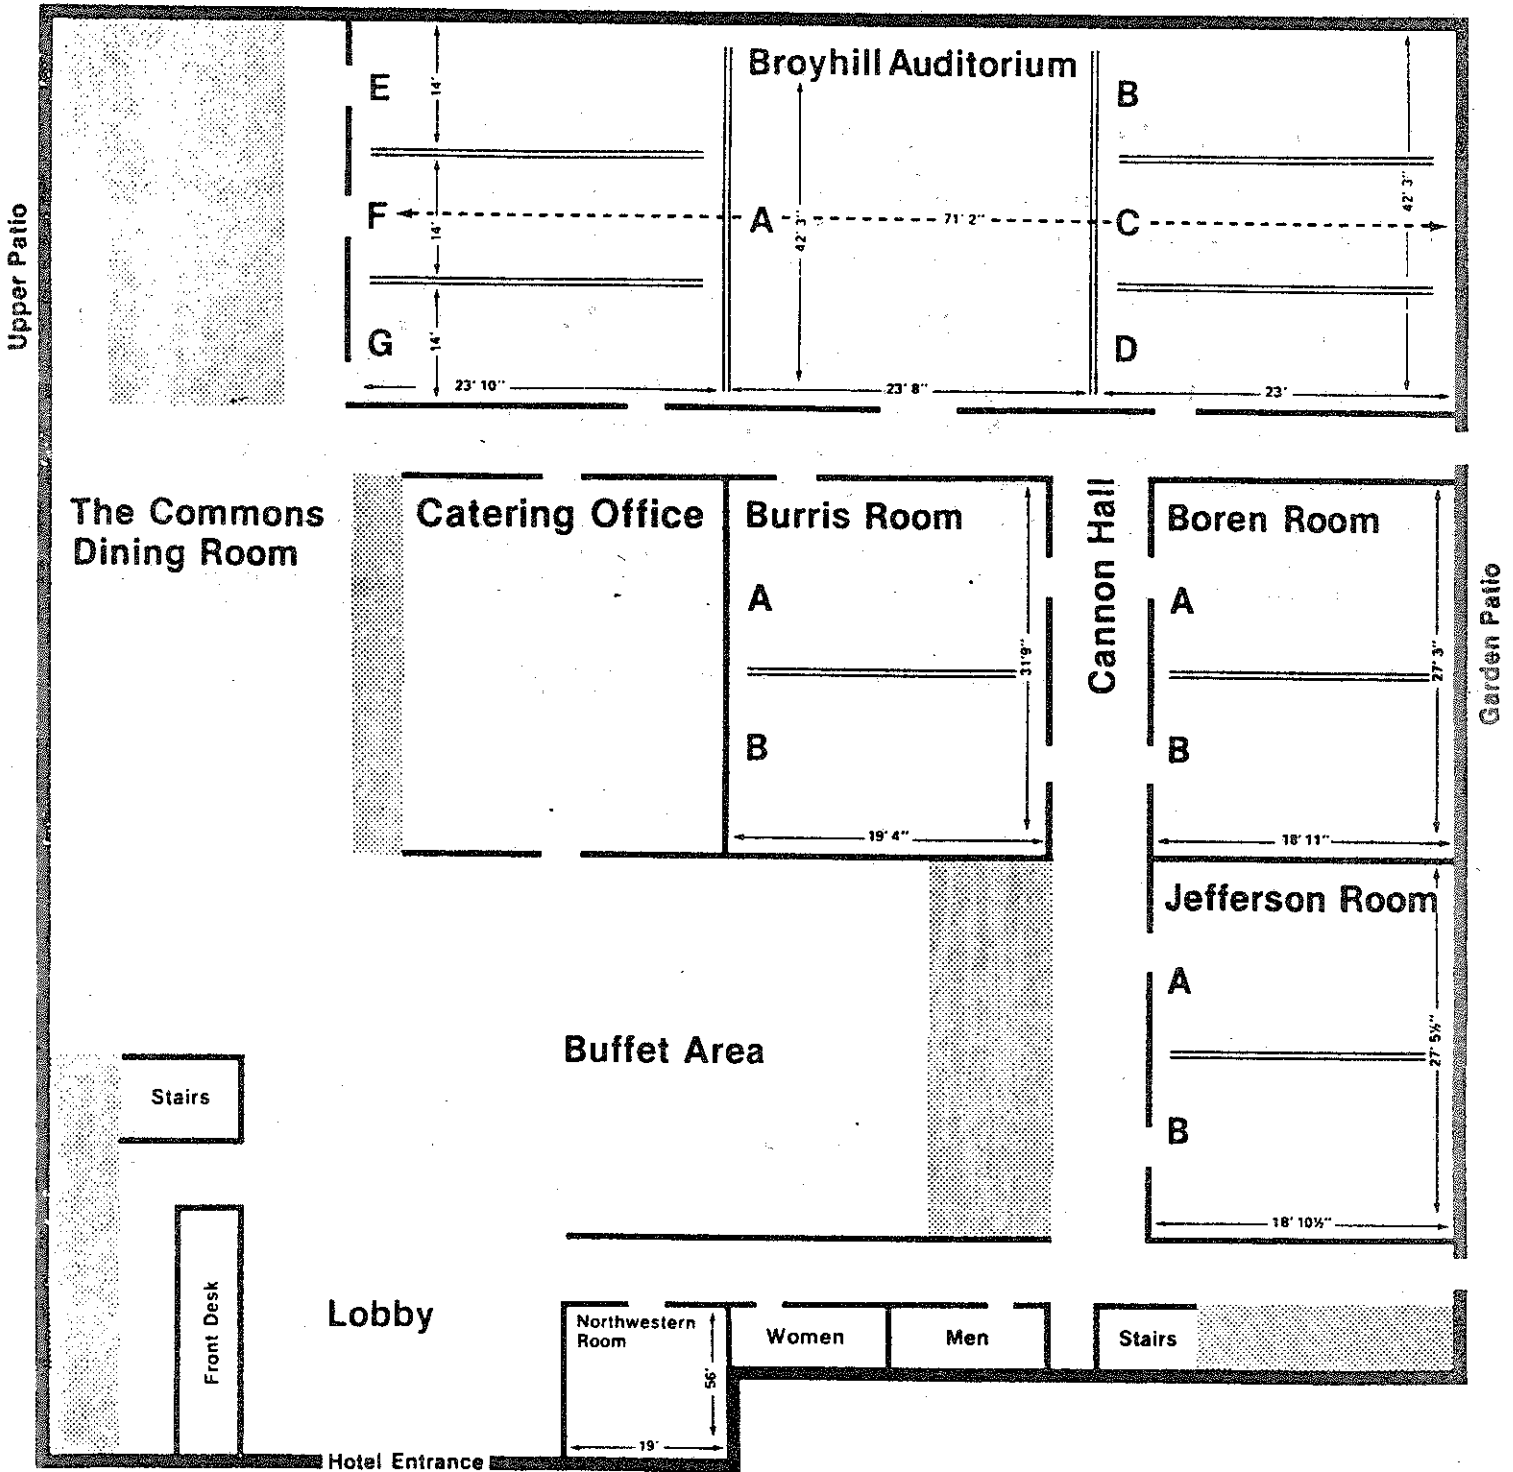 Broyhill Auditorium
E
14'
B
42' 3"
F
14'
A
42' 3"
71' 2"
C
G
14'
D
23' 10"
23' 8"
23'
Upper Patio
The Commons
Dining Room
Catering Office
Burris Room
A
31'9"
B
19' 4"
Cannon Hall
Boren Room
A
27' 3"
B
18' 11"
Garden Patio
Jefferson Room
A
27' 5½"
B
18' 10½"
Buffet Area
Stairs
Front Desk
Lobby
Northwestern
Room
56'
19'
Women
Men
Stairs
Hotel Entrance